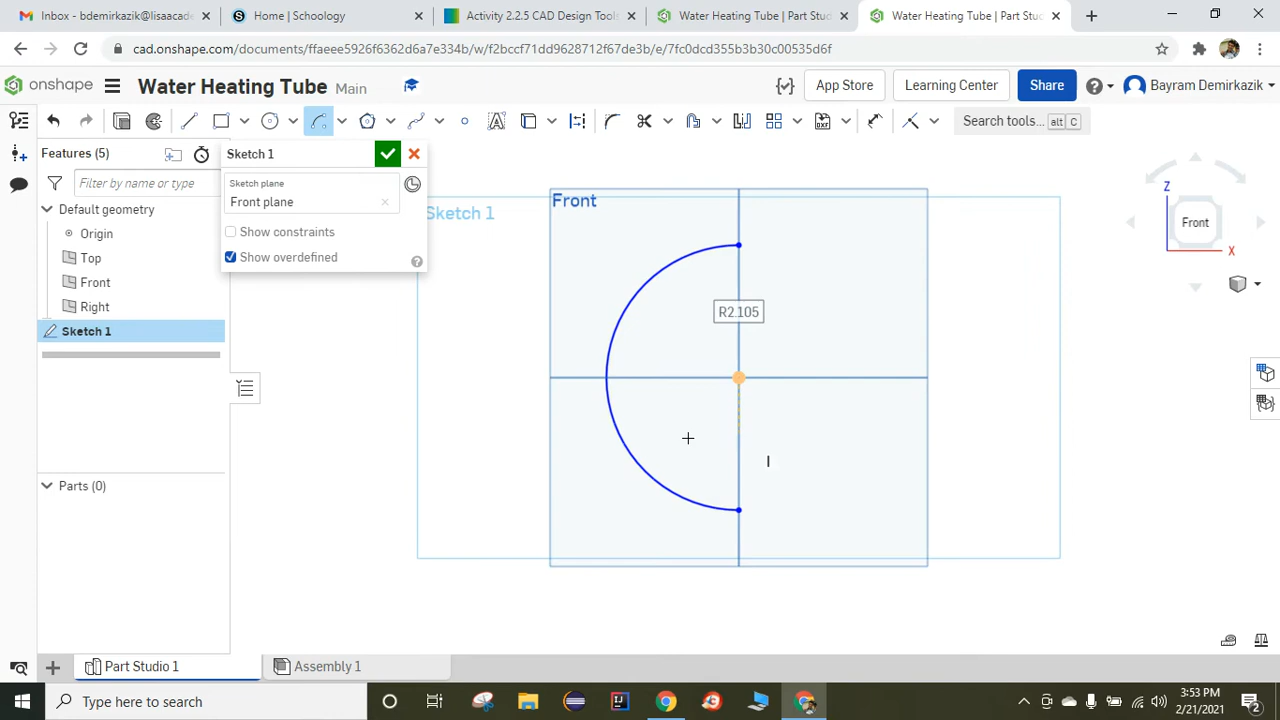 Inbox - bdemirkazik@lisaacade
Home | Schoology
Activity 2.2.5 CAD Design Tools
Water Heating Tube | Part Stud
Water Heating Tube | Part Studi
cad.onshape.com/documents/ffaeee5926f6362d6a7e334b/w/f2bccf71dd9628712f67de3b/e/7fc0dcd355b3b30c00535d6f
onshape
Water Heating Tube Main
App Store
Learning Center
Share
Bayram Demirkazik
Search tools... alt C
Features (5)
Filter by name or type
Default geometry
Origin
Top
Front
Right
Sketch 1
Parts (0)
Sketch 1
Sketch plane
Front plane
Show constraints
Show overdefined
Sketch 1
Front
R2.105
Z
Front
X
Part Studio 1
Assembly 1
Type here to search
3:53 PM
2/21/2021
2